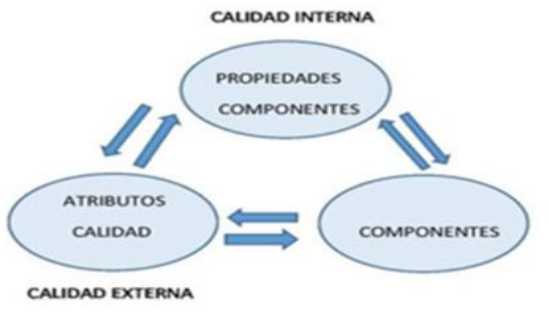 CALIDAD INTERNA
PROPIEDADES
COMPONENTES
ATRIBUTOS
CALIDAD
COMPONENTES
CALIDAD EXTERNA